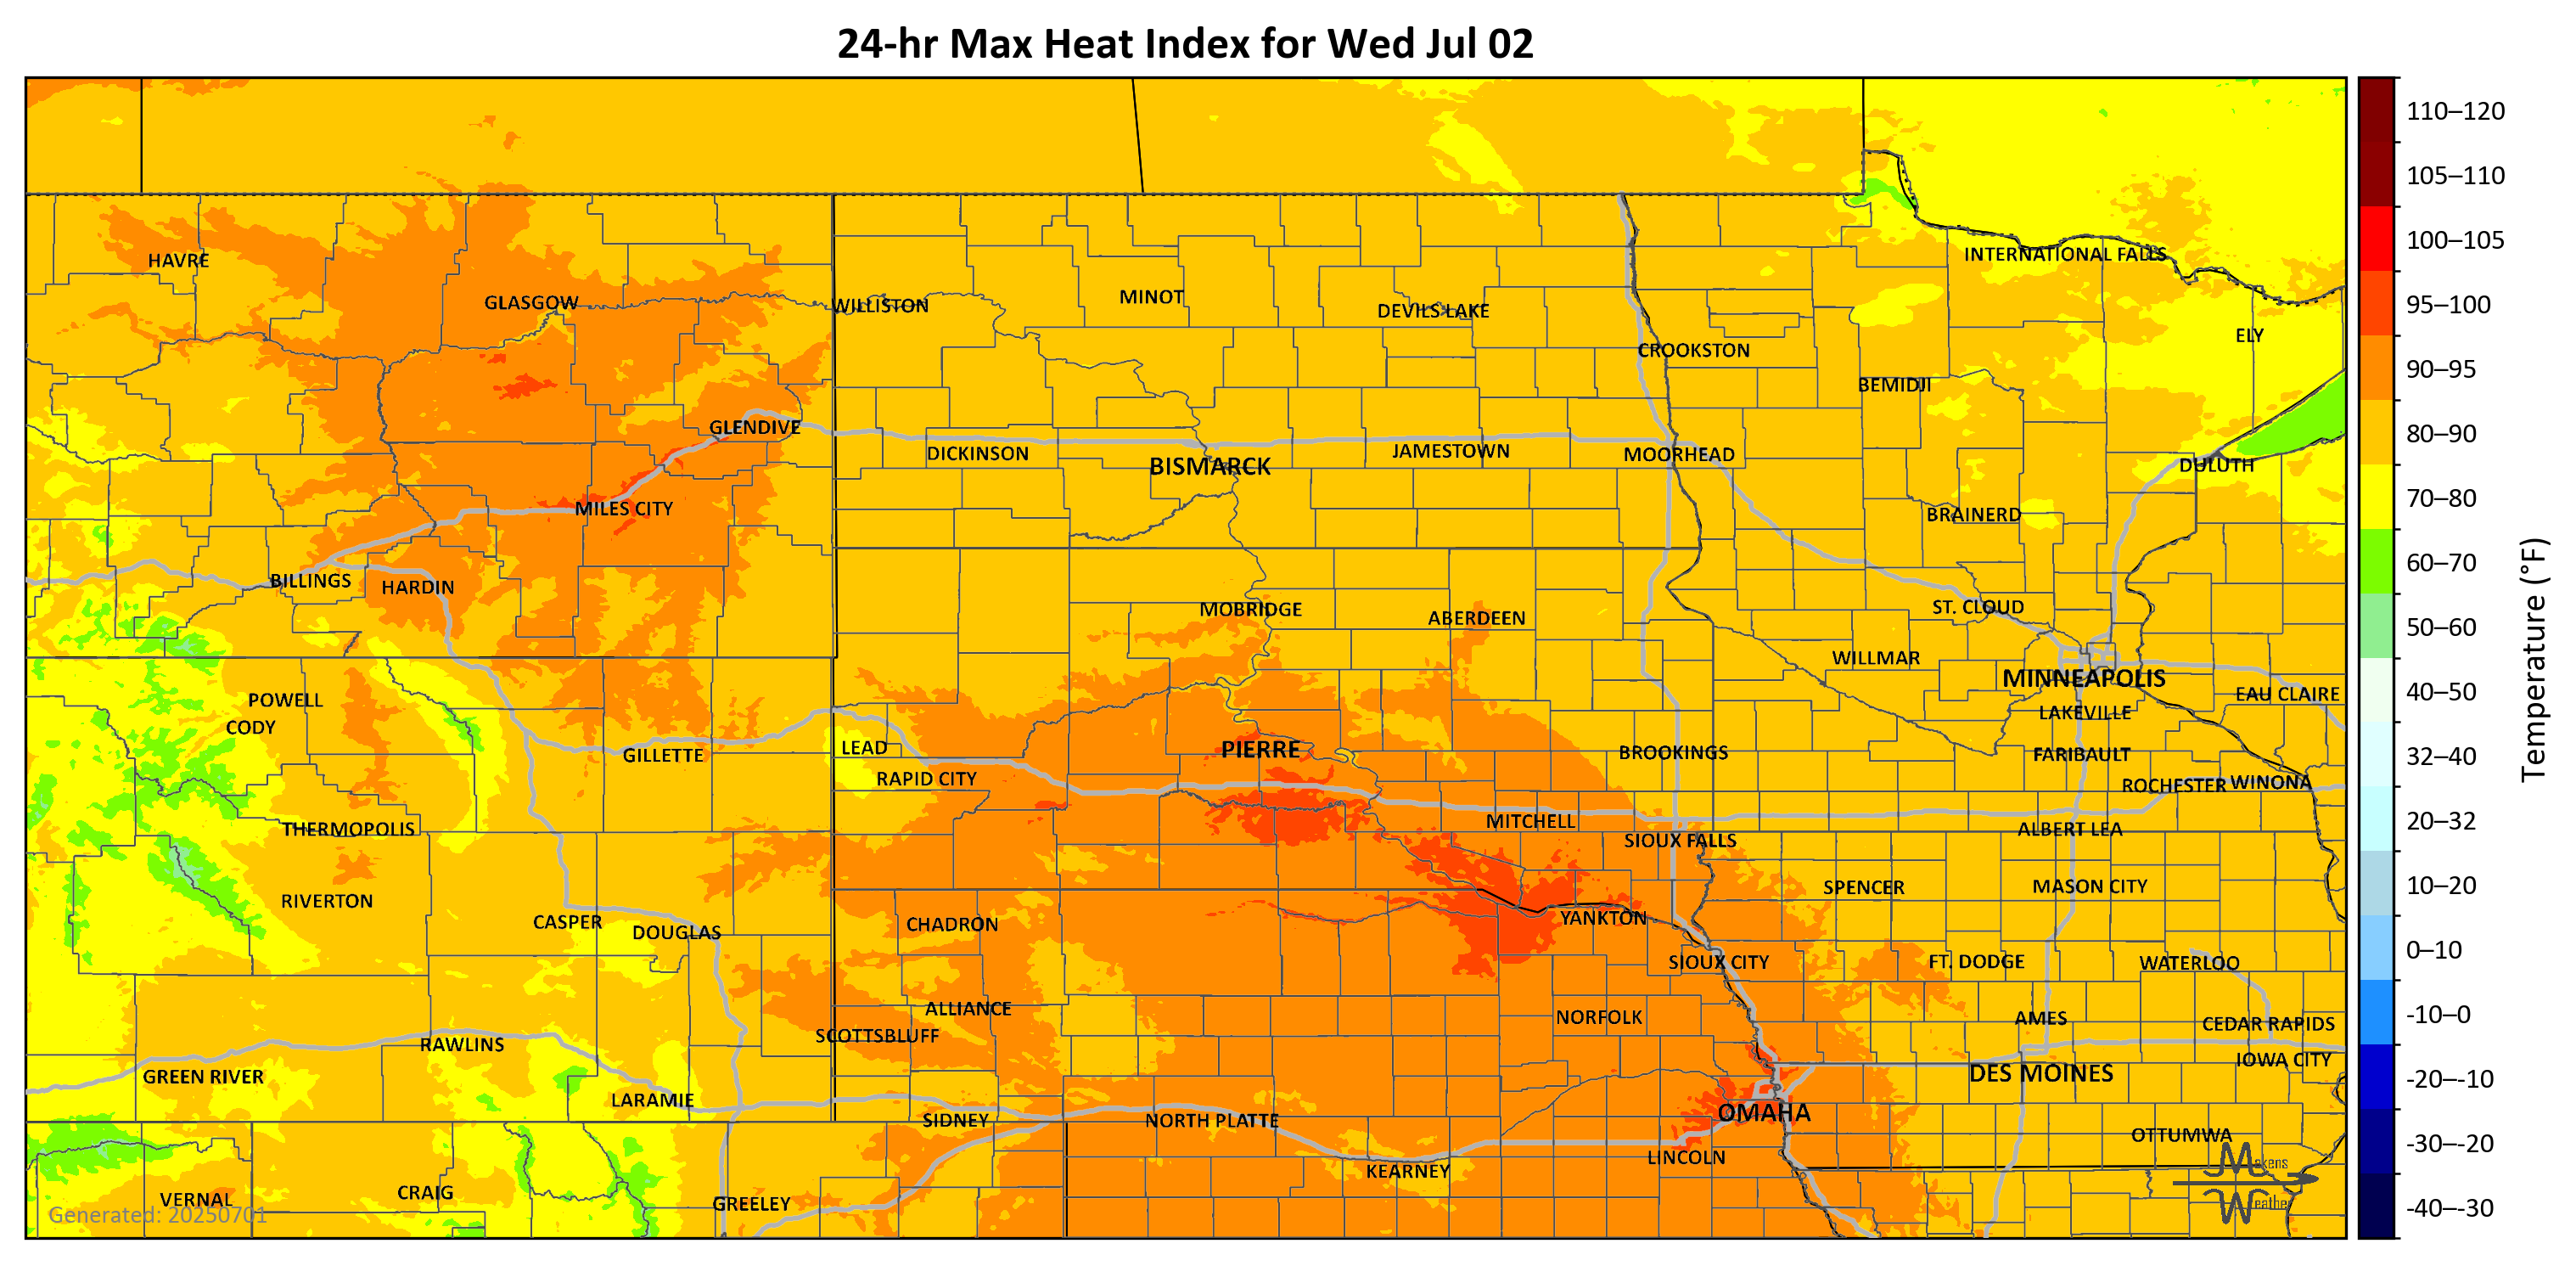 24-hr Max Heat Index for Wed Jul 02
110–120
105–110
100–105
95–100
90–95
80–90
70–80
60–70
50–60
40–50
32–40
20–32
10–20
0–10
-10–0
-20–-10
-30–-20
-40–-30
Temperature (°F)
HAVRE
INTERNATIONAL FALLS
GLASGOW
WILLISTON
MINOT
DEVILS LAKE
ELY
CROOKSTON
BEMIDJI
GLENDIVE
DICKINSON
BISMARCK
JAMESTOWN
MOORHEAD
DULUTH
MILES CITY
BRAINERD
BILLINGS
HARDIN
MOBRIDGE
ABERDEEN
ST. CLOUD
WILLMAR
MINNEAPOLIS
POWELL
EAU CLAIRE
CODY
LAKEVILLE
GILLETTE
LEAD
PIERRE
BROOKINGS
FARIBAULT
RAPID CITY
ROCHESTER
WINONA
THERMOPOLIS
MITCHELL
SIOUX FALLS
ALBERT LEA
RIVERTON
SPENCER
MASON CITY
CASPER
DOUGLAS
CHADRON
YANKTON
SIOUX CITY
FT. DODGE
WATERLOO
ALLIANCE
NORFOLK
AMES
CEDAR RAPIDS
SCOTTSBLUFF
RAWLINS
IOWA CITY
GREEN RIVER
DES MOINES
LARAMIE
SIDNEY
NORTH PLATTE
OMAHA
OTTUMWA
LINCOLN
KEARNEY
VERNAL
CRAIG
GREELEY
Makens
Weather
Generated: 20250701